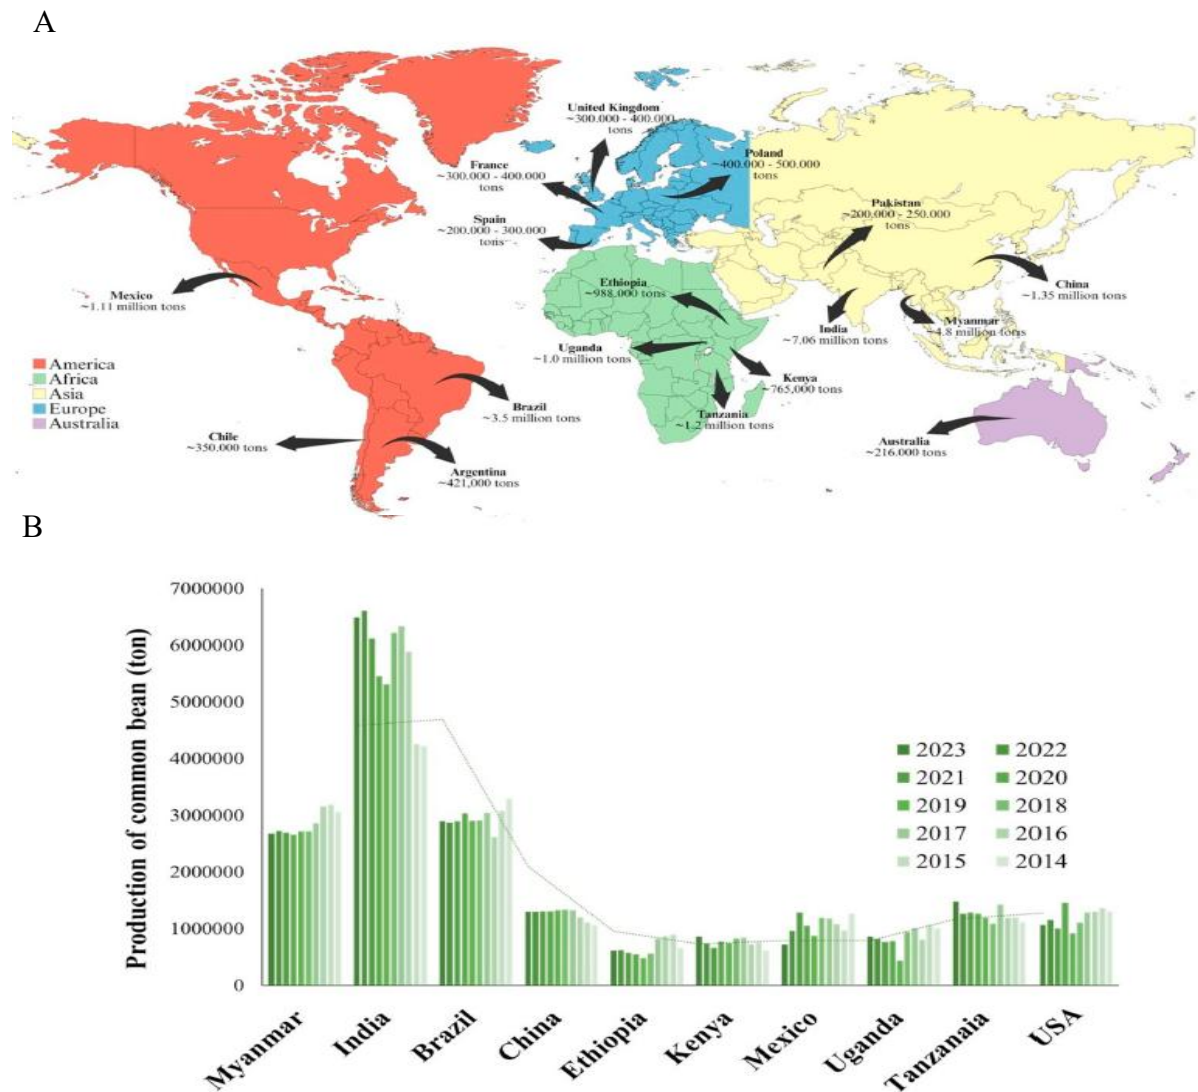 A
United Kingdom
~300.000 - 400.000
tons
France
~300.000 - 400.000
tons
Poland
~400.000 - 500.000
tons
Spain
~200.000 - 300.000
tons
Pakistan
~200.000 - 250.000
tons
Mexico
~1.11 million tons
Ethiopia
~988.000 tons
China
~1.35 million tons
India
~7.06 million tons
Myanmar
~4.8 million tons
Uganda
~1.0 million tons
Kenya
~765,000 tons
Tanzania
~1.2 million tons
Brazil
~3.5 million tons
Chile
~350.000 tons
Argentina
~421,000 tons
Australia
~216.000 tons
America
Africa
Asia
Europe
Australia
B
Production of common bean (ton)
7000000
6000000
5000000
4000000
3000000
2000000
1000000
0
2023 2022
2021 2020
2019 2018
2017 2016
2015 2014
Myanmar
India
Brazil
China
Ethiopia
Kenya
Mexico
Uganda
Tanzanaia
USA